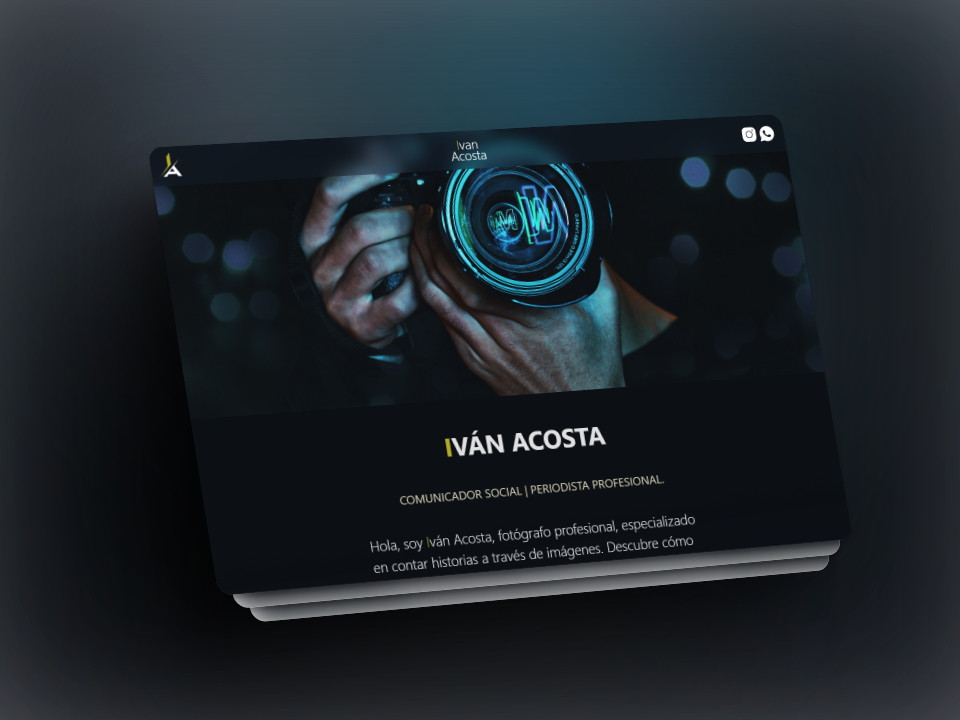 Ivan
Acosta
IVÁN ACOSTA
COMUNICADOR SOCIAL | PERIODISTA PROFESIONAL.
Hola, soy Iván Acosta, fotógrafo profesional, especializado
en contar historias a través de imágenes. Descubre cómo